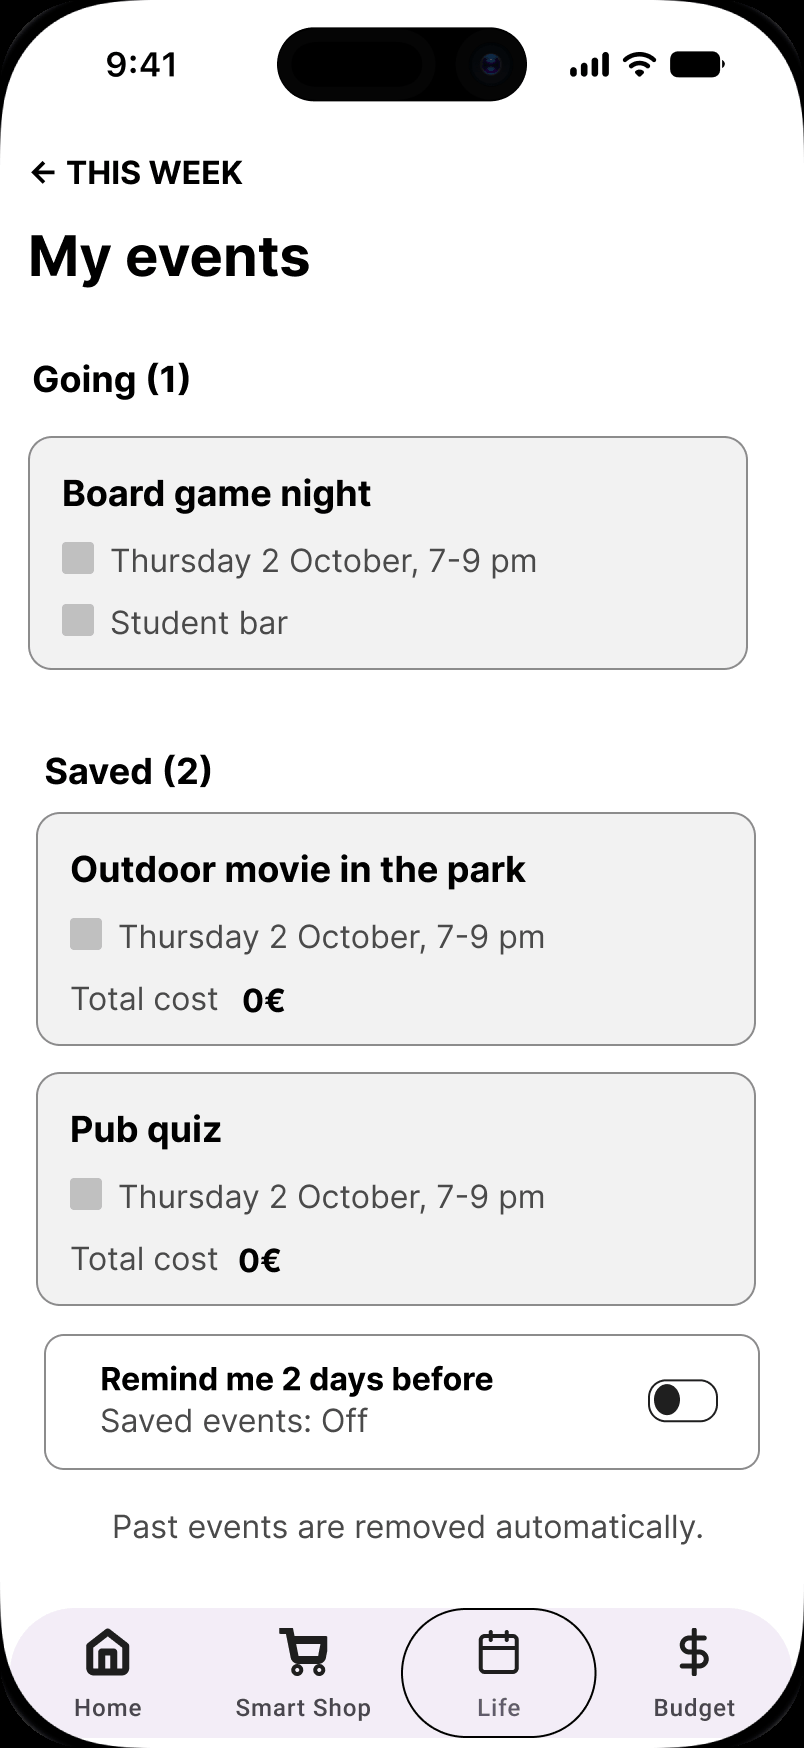 9:41
← THIS WEEK
My events
Going (1)
Board game night
Thursday 2 October, 7-9 pm
Student bar
Saved (2)
Outdoor movie in the park
Thursday 2 October, 7-9 pm
Total cost 0€
Pub quiz
Thursday 2 October, 7-9 pm
Total cost 0€
Remind me 2 days before
Saved events: Off
Past events are removed automatically.
Home Smart Shop Life Budget